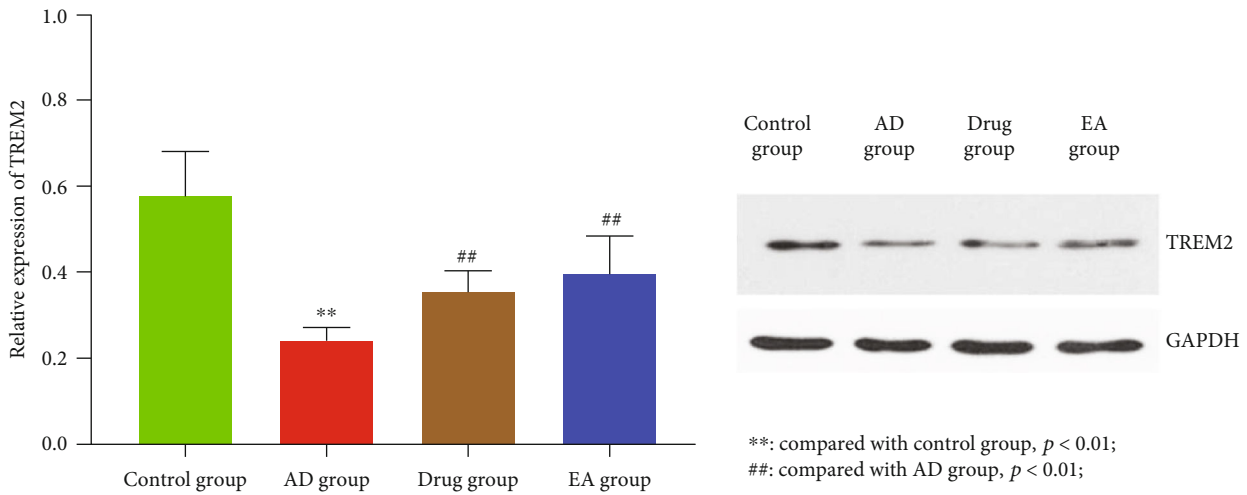 1.0
0.8
0.6
0.4
0.2
0.0
Relative expression of TREM2
**
##
##
Control group
AD group
Drug group
EA group
Control group
AD group
Drug group
EA group
TREM2
GAPDH
**: compared with control group, p < 0.01;
##: compared with AD group, p < 0.01;